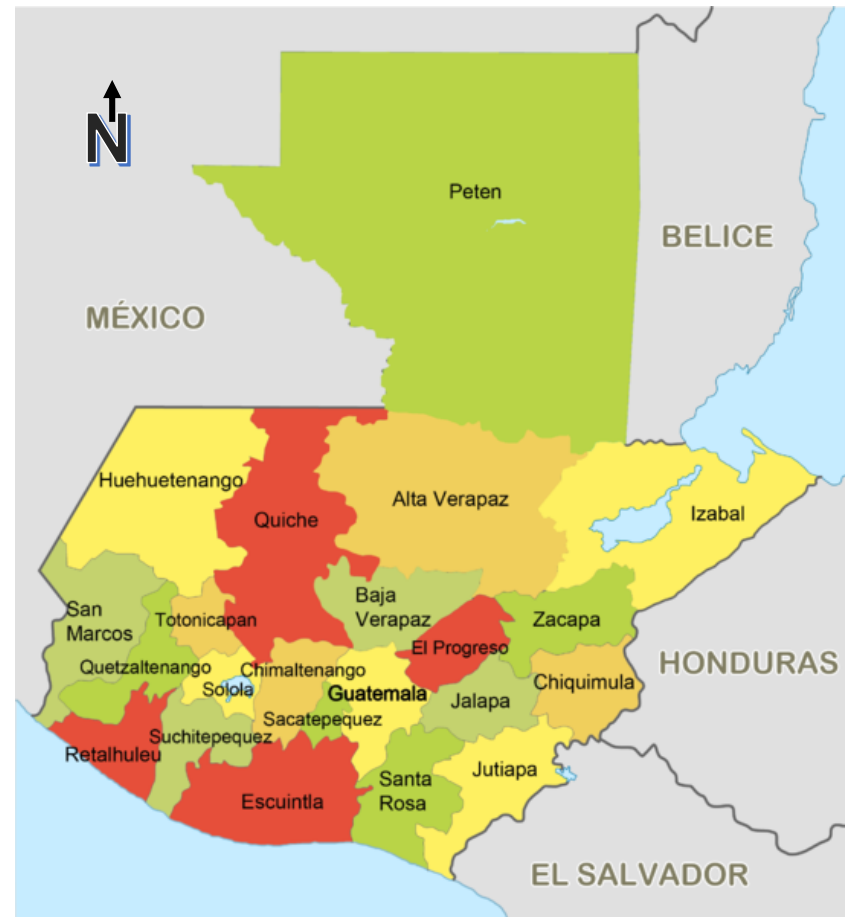 N
Peten
BELICE
MÉXICO
Huehuetenango
Quiche
Alta Verapaz
Izabal
San
Marcos
Totonicapan
Baja
Verapaz
Zacapa
El Progreso
Quetzaltenango
Chimaltenango
Solola
Guatemala
Chiquimula
HONDURAS
Jalapa
Sacatepequez
Suchitepequez
Retalhuleu
Jutiapa
Santa
Rosa
Escuintla
EL SALVADOR